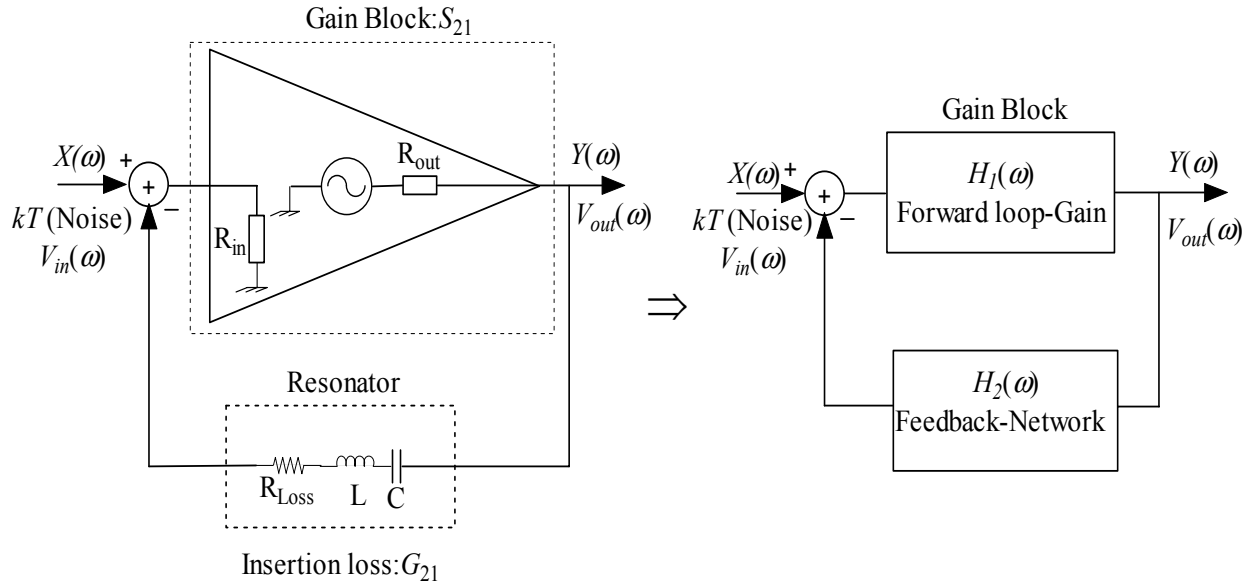 Gain Block:S21
X(ω)
+
+
−
kT (Noise)
Vin(ω)
Rin
Rout
Y(ω)
Vout(ω)
Resonator
RLoss
L
C
Insertion loss:G21
⇒
Gain Block
X(ω) +
+
−
kT (Noise)
Vin(ω)
H1(ω)
Forward loop-Gain
Y(ω)
Vout(ω)
H2(ω)
Feedback-Network